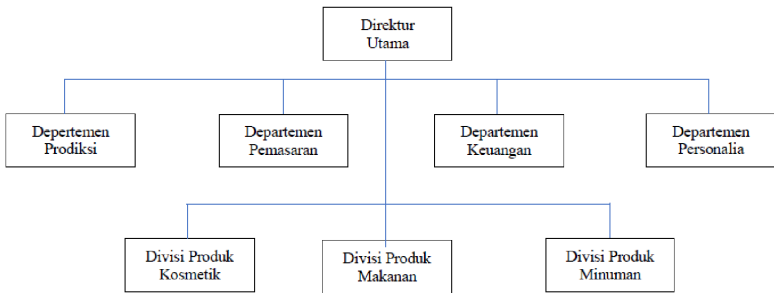 Direktur
Utama
Depertemen
Prodiksi
Departemen
Pemasaran
Departemen
Keuangan
Departemen
Personalia
Divisi Produk
Kosmetik
Divisi Produk
Makanan
Divisi Produk
Minuman